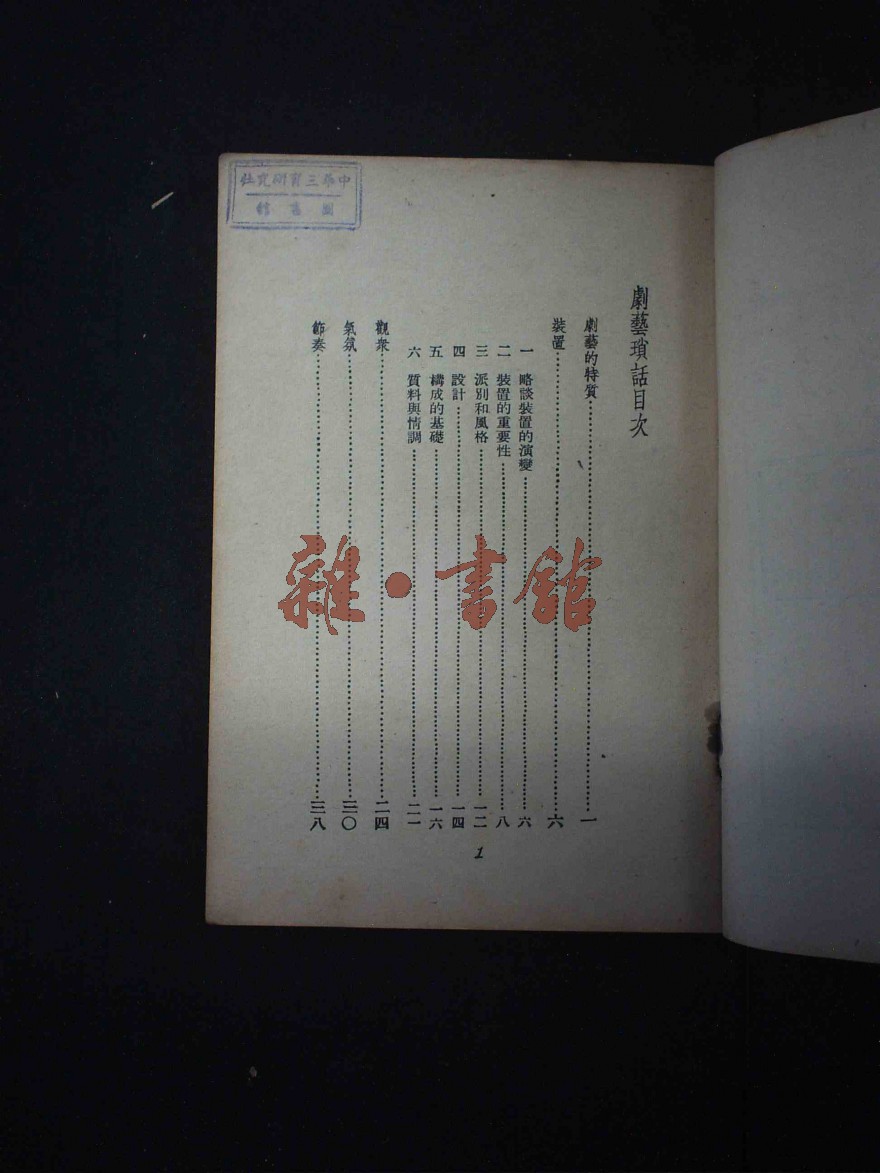 中華三育研究社
圖書館
劇藝瑣話目次
劇藝的特質…………一
裝置…………六
一 略談裝置的演變…………六
二 裝置的重要性…………八
三 派別和風格…………一二
四 設計…………一四
五 構成的基礎…………一六
六 質料與情調…………二一
觀衆…………二四
氣氛…………三〇
節奏…………三八
1
雜·書館